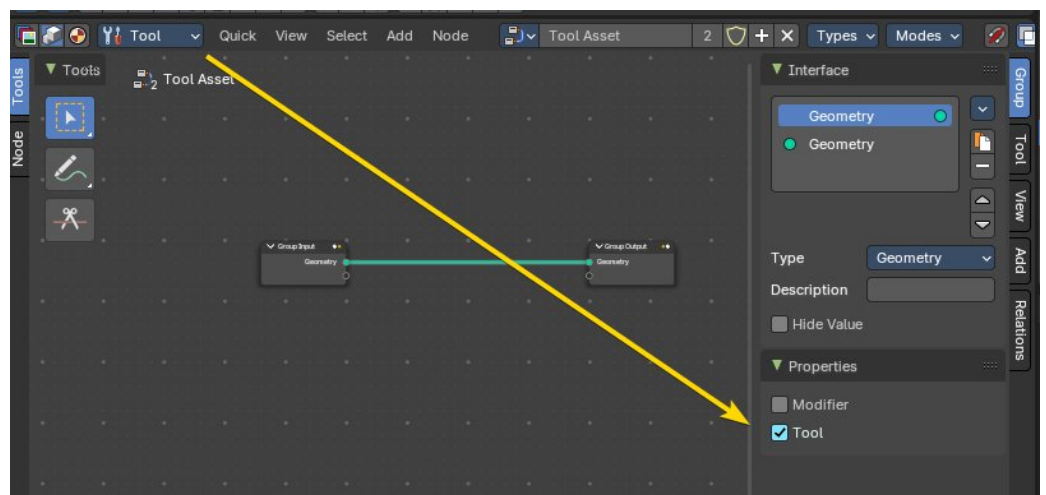 Tool Quick View Select Add Node Tool Asset 2 Types Modes
Tools
Node
Tools
2 Tool Asset
Group Input
Geometry
Group Output
Geometry
Interface
Geometry
Geometry
Type Geometry
Description
Hide Value
Properties
Modifier
Tool
Group
Tool
View
Add
Relations